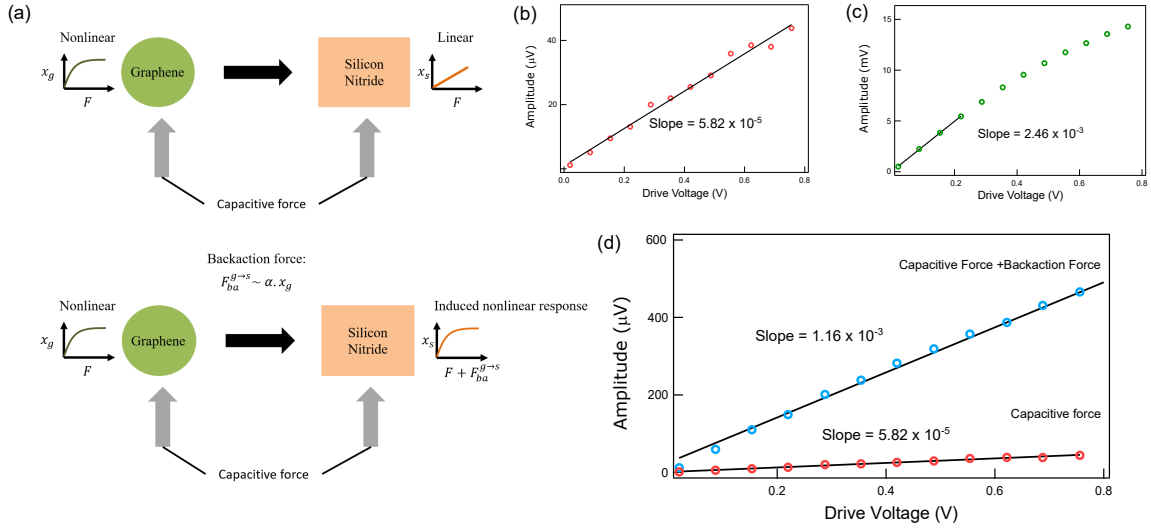 (a)
Nonlinear
x_g
F
Graphene
Silicon
Nitride
Linear
x_s
F
Capacitive force
Backaction force:
F_{ba}^{g→s} ~ α.x_g
Nonlinear
x_g
F
Graphene
Silicon
Nitride
Induced nonlinear response
x_s
F + F_{ba}^{g→s}
Capacitive force
(b)
Amplitude (μV)
40
20
0
Slope = 5.82 x 10^{-5}
0.0 0.2 0.4 0.6 0.8
Drive Voltage (V)
(c)
Amplitude (mV)
15
10
5
0
Slope = 2.46 x 10^{-3}
0.2 0.4 0.6 0.8
Drive Voltage (V)
(d)
Amplitude (μV)
600
400
200
0
Capacitive Force +Backaction Force
Slope = 1.16 x 10^{-3}
Capacitive force
Slope = 5.82 x 10^{-5}
0.2 0.4 0.6 0.8
Drive Voltage (V)